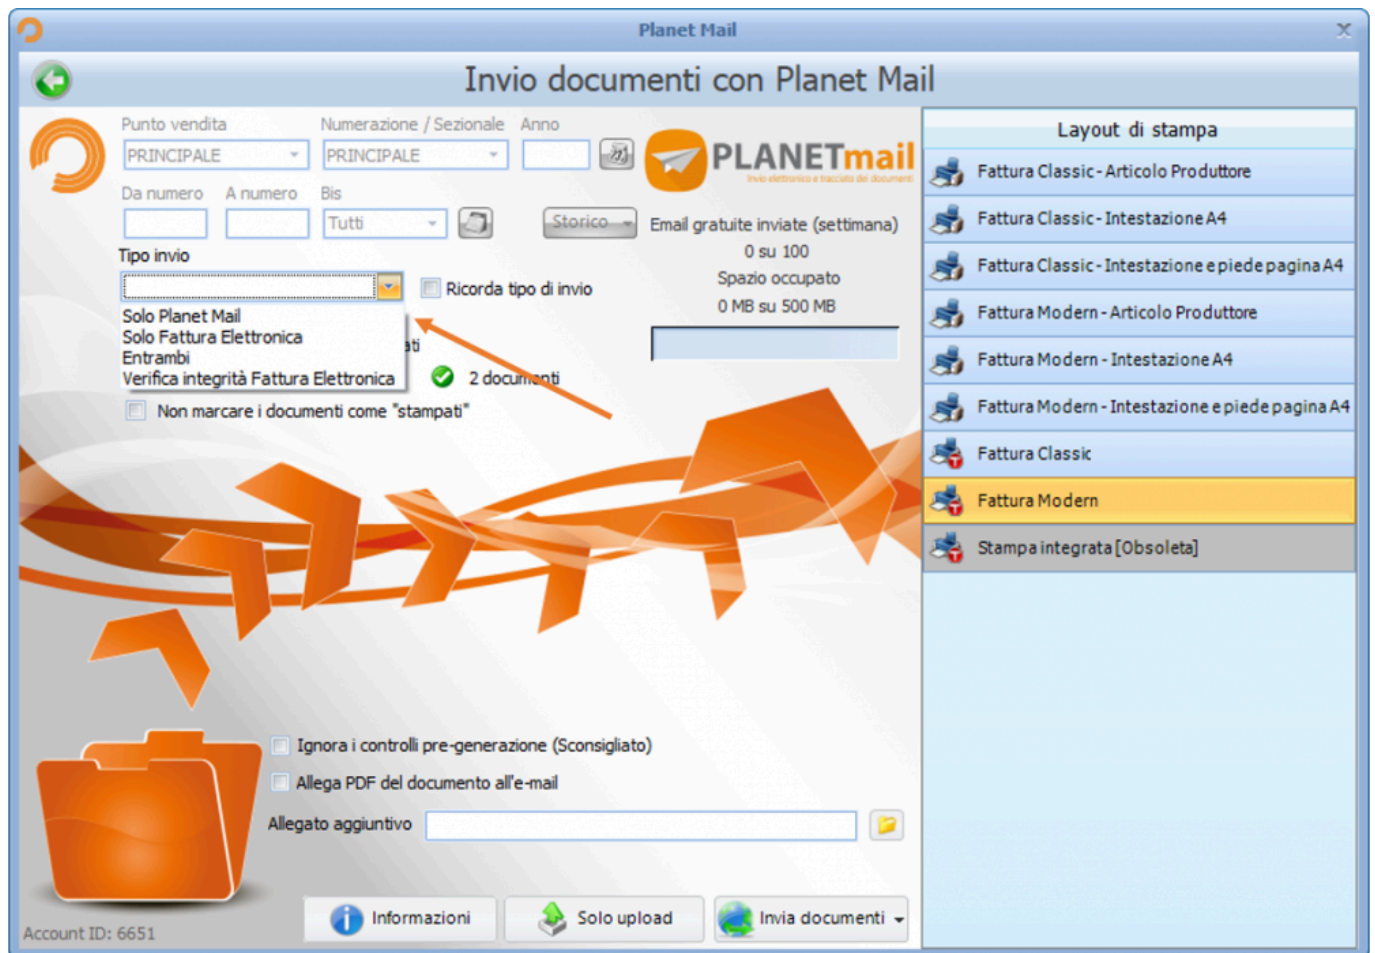 Planet Mail
Invio documenti con Planet Mail
Punto vendita
Numerazione / Sezionale
Anno
PRINCIPALE
PRINCIPALE
PLANETmail
Invio elettronico e tracciato dei documenti
Da numero
A numero
Bis
Tutti
Storico
Email gratuite inviate (settimana)
0 su 100
Spazio occupato
0 MB su 500 MB
Tipo invio
Ricorda tipo di invio
Solo Planet Mail
Solo Fattura Elettronica
Entrambi
Verifica integrità Fattura Elettronica
2 documenti
Non marcare i documenti come "stampati"
Ignora i controlli pre-generazione (Sconsigliato)
Allega PDF del documento all'e-mail
Allegato aggiuntivo
Informazioni
Solo upload
Invia documenti
Account ID: 6651
Layout di stampa
Fattura Classic - Articolo Produttore
Fattura Classic - Intestazione A4
Fattura Classic - Intestazione e piede pagina A4
Fattura Modern - Articolo Produttore
Fattura Modern - Intestazione A4
Fattura Modern - Intestazione e piede pagina A4
Fattura Classic
Fattura Modern
Stampa integrata [Obsoleta]